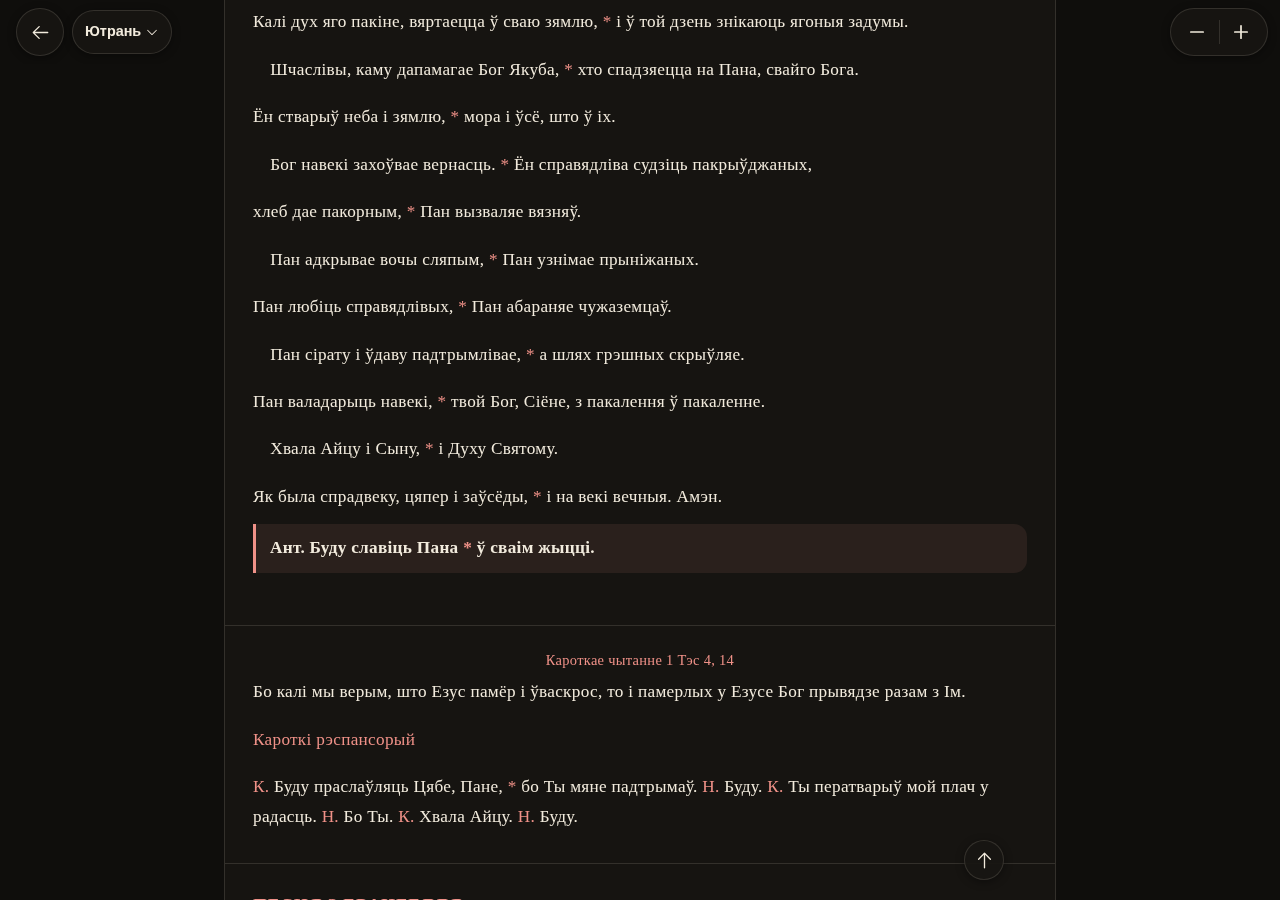 Калі дух яго пакіне, вяртаецца ў сваю зямлю, * і ў той дзень знікаюць ягоныя задумы.
Ютрань
Шчаслівы, каму дапамагае Бог Якуба, * хто спадзяецца на Пана, свайго Бога.
Ён стварыў неба і зямлю, * мора і ўсё, што ў іх.
Бог навекі захоўвае вернасць. * Ён справядліва судзіць пакрыўджаных,
хлеб дае пакорным, * Пан вызваляе вязняў.
Пан адкрывае вочы сляпым, * Пан узнімае прыніжаных.
Пан любіць справядлівых, * Пан абараняе чужаземцаў.
Пан сірату і ўдаву падтрымлівае, * а шлях грэшных скрыўляе.
Пан валадарыць навекі, * твой Бог, Сіёне, з пакалення ў пакаленне.
Хвала Айцу і Сыну, * і Духу Святому.
Як была спрадвеку, цяпер і заўсёды, * і на векі вечныя. Амэн.
Ант. Буду славіць Пана * ў сваім жыцці.
Кароткае чытанне 1 Тэс 4, 14
Бо калі мы верым, што Езус памёр і ўваскрос, то і памерлых у Езусе Бог прывядзе разам з Ім.
Кароткі рэспансорый
К. Буду праслаўляць Цябе, Пане, * бо Ты мяне падтрымаў. Н. Буду. К. Ты ператварыў мой плач у
радасць. Н. Бо Ты. К. Хвала Айцу. Н. Буду.